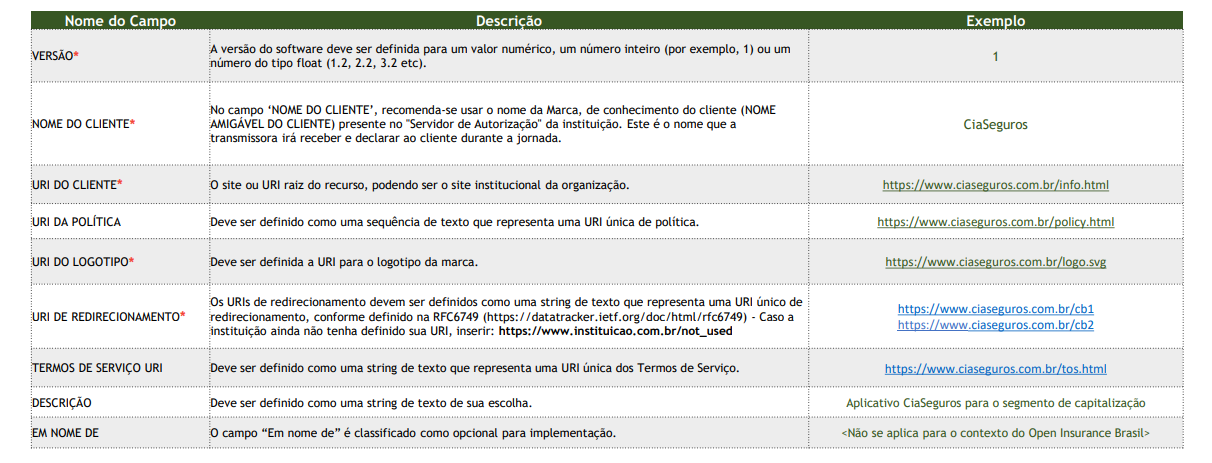 Nome do Campo Descrição Exemplo
VERSÃO* A versão do software deve ser definida para um valor numérico, um número inteiro (por exemplo, 1) ou um 1
número do tipo float (1.2, 2.2, 3.2 etc).
No campo ‘NOME DO CLIENTE’, recomenda-se usar o nome da Marca, de conhecimento do cliente (NOME
NOME DO CLIENTE* AMIGÁVEL DO CLIENTE) presente no "Servidor de Autorização" da instituição. Este é o nome que a CiaSeguros
transmissora irá receber e declarar ao cliente durante a jornada.
URI DO CLIENTE* O site ou URI raiz do recurso, podendo ser o site institucional da organização. https://www.ciaseguros.com.br/info.html
URI DA POLÍTICA Deve ser definido como uma sequência de texto que representa uma URI única de política. https://www.ciaseguros.com.br/policy.html
URI DO LOGOTIPO* Deve ser definida a URI para o logotipo da marca. https://www.ciaseguros.com.br/logo.svg
Os URIs de redirecionamento devem ser definidos como uma string de texto que representa uma URI único de https://www.ciaseguros.com.br/cb1
URI DE REDIRECIONAMENTO* redirecionamento, conforme definido na RFC6749 (https://datatracker.ietf.org/doc/html/rfc6749) - Caso a https://www.ciaseguros.com.br/cb2
instituição ainda não tenha definido sua URI, inserir: https://www.instituicao.com.br/not_used
TERMOS DE SERVIÇO URI Deve ser definido como uma string de texto que representa uma URI única dos Termos de Serviço. https://www.ciaseguros.com.br/tos.html
DESCRIÇÃO Deve ser definido como uma string de texto de sua escolha. Aplicativo CiaSeguros para o segmento de capitalização
EM NOME DE O campo “Em nome de” é classificado como opcional para implementação. <Não se aplica para o contexto do Open Insurance Brasil>